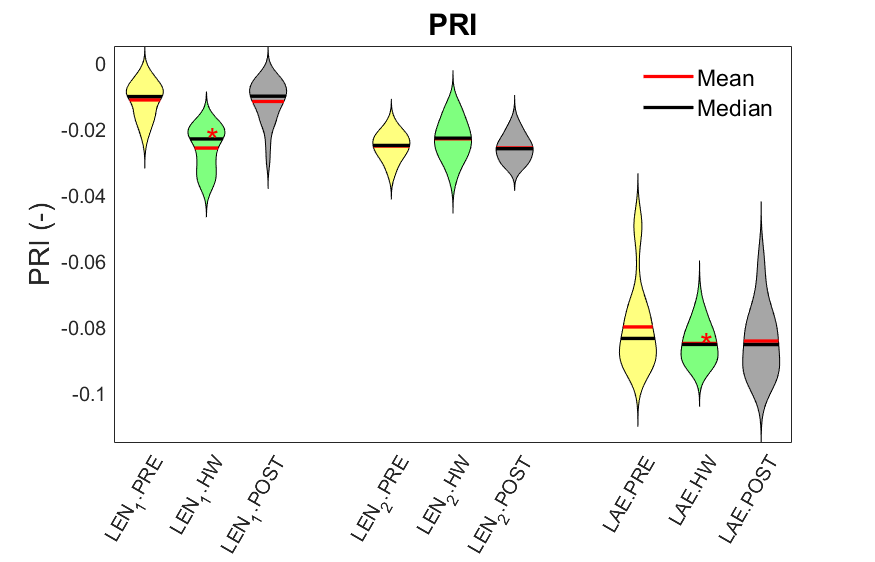 PRI
Mean
Median
PRI (-)
0
-0.02
-0.04
-0.06
-0.08
-0.1
*
*
LEN₁.PRE
LEN₁.HW
LEN₁.POST
LEN₂.PRE
LEN₂.HW
LEN₂.POST
LAE.PRE
LAE.HW
LAE.POST